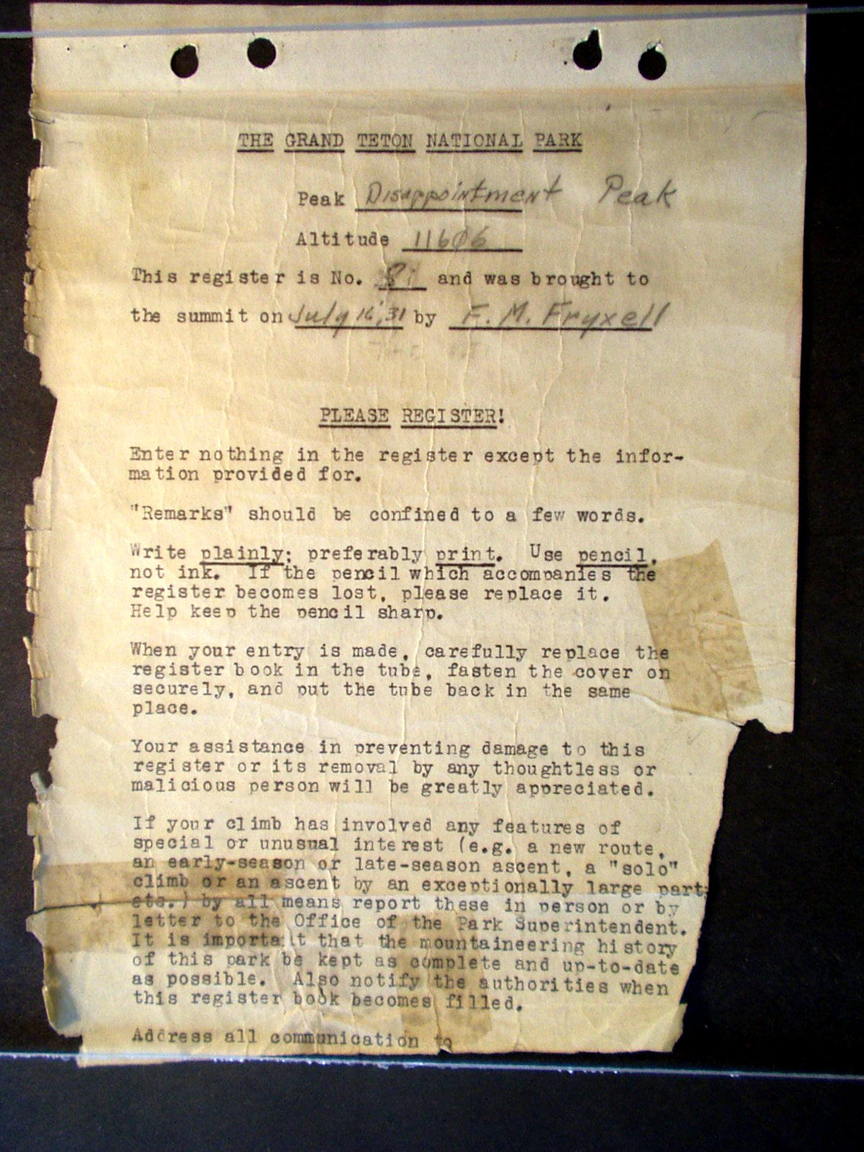 THE GRAND TETON NATIONAL PARK
Peak Disappointment Peak
Altitude 11606
This register is No. 8 and was brought to
the summit on July 16, 31 by F. M. Fryxell
PLEASE REGISTER!
Enter nothing in the register except the infor-
mation provided for.
"Remarks" should be confined to a few words.
Write plainly; preferably print. Use pencil,
not ink. If the pencil which accompanies the
register becomes lost, please replace it.
Help keep the pencil sharp.
When your entry is made, carefully replace the
register book in the tube, fasten the cover on
securely, and put the tube back in the same
place.
Your assistance in preventing damage to this
register or its removal by any thoughtless or
malicious person will be greatly appreciated.
If your climb has involved any features of
special or unusual interest (e.g. a new route,
an early-season or late-season ascent, a "solo"
climb or an ascent by an exceptionally large party
etc.) by all means report these in person or by
letter to the Office of the Park Superintendent.
It is important that the mountaineering history
of this park be kept as complete and up-to-date
as possible. Also notify the authorities when
this register book becomes filled.
Address all communication to